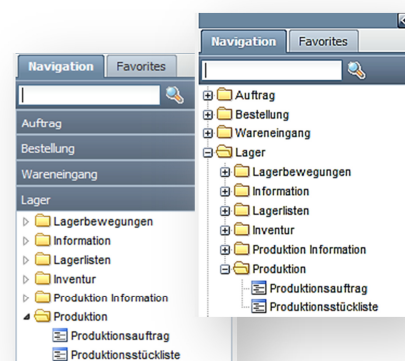 Navigation Favorites
Auftrag
Bestellung
Wareneingang
Lager
Lagerbewegungen
Information
Lagerlisten
Inventur
Produktion Information
Produktion
Produktionsauftrag
Produktionsstückliste
Navigation Favorites
Auftrag
Bestellung
Wareneingang
Lager
Lagerbewegungen
Information
Lagerlisten
Inventur
Produktion Information
Produktion
Produktionsauftrag
Produktionsstückliste